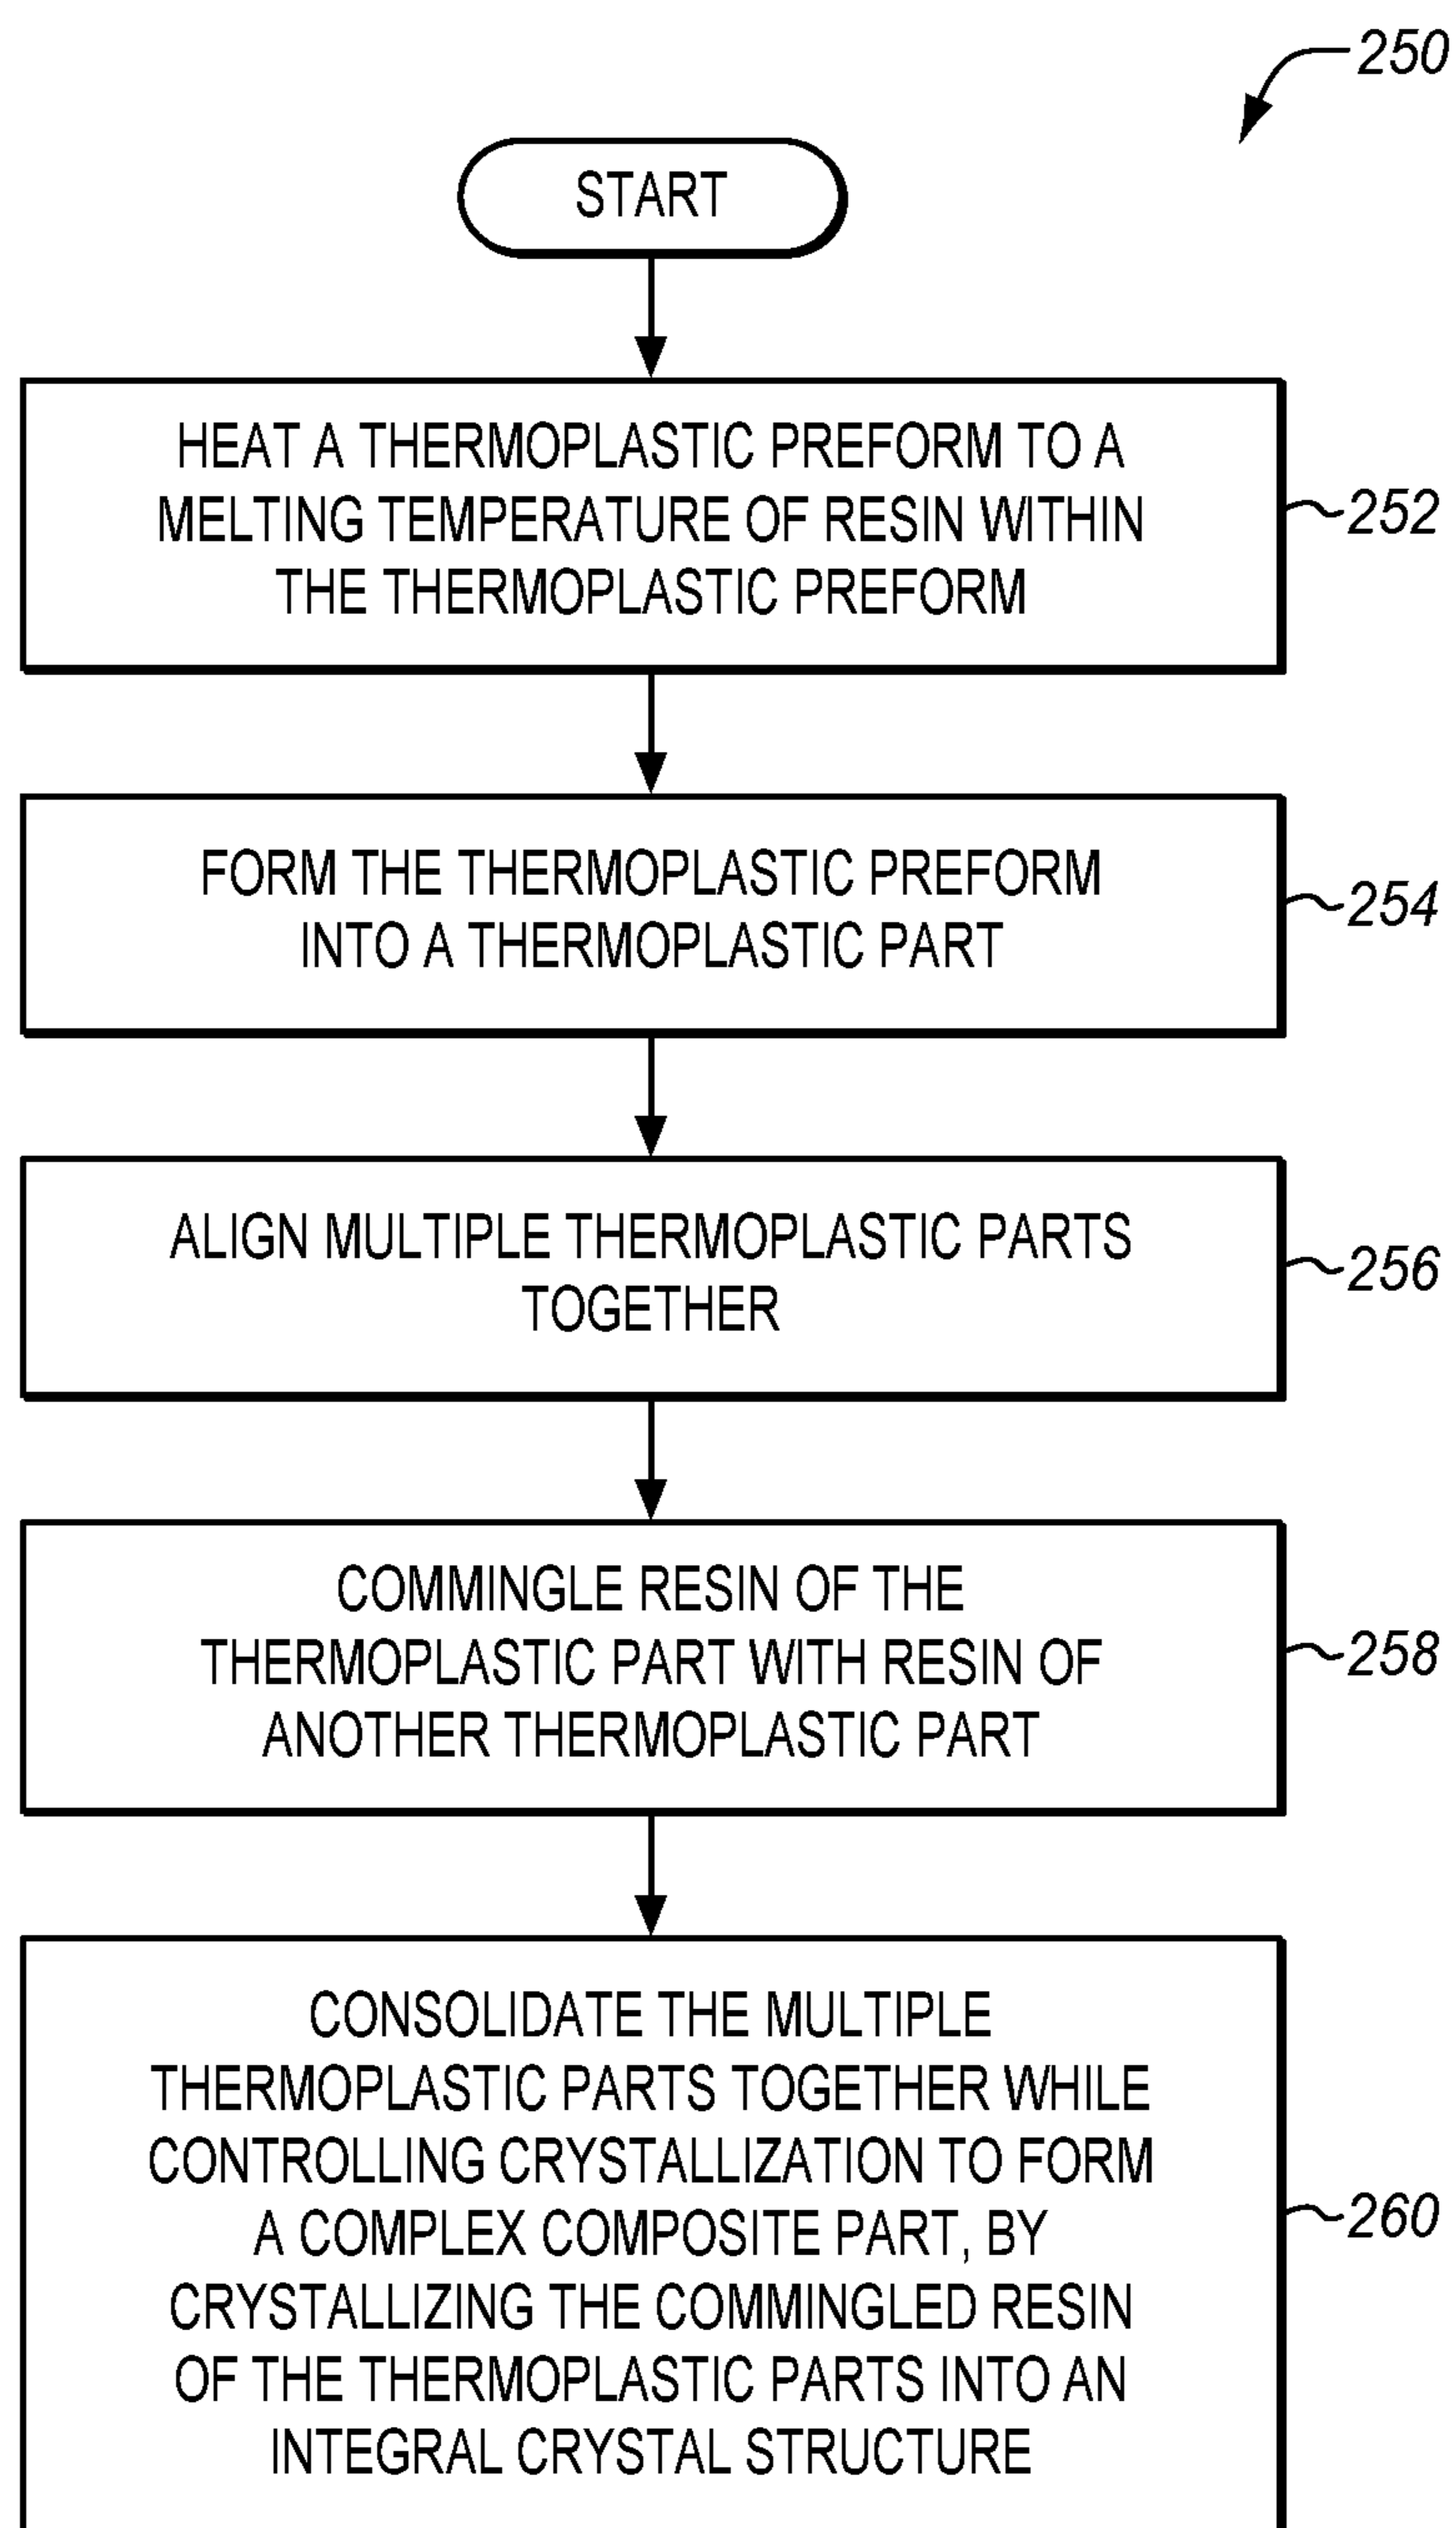 250
START
HEAT A THERMOPLASTIC PREFORM TO A
MELTING TEMPERATURE OF RESIN WITHIN
THE THERMOPLASTIC PREFORM
252
FORM THE THERMOPLASTIC PREFORM
INTO A THERMOPLASTIC PART
254
ALIGN MULTIPLE THERMOPLASTIC PARTS
TOGETHER
256
COMMINGLE RESIN OF THE
THERMOPLASTIC PART WITH RESIN OF
ANOTHER THERMOPLASTIC PART
258
CONSOLIDATE THE MULTIPLE
THERMOPLASTIC PARTS TOGETHER WHILE
CONTROLLING CRYSTALLIZATION TO FORM
A COMPLEX COMPOSITE PART, BY
CRYSTALLIZING THE COMMINGLED RESIN
OF THE THERMOPLASTIC PARTS INTO AN
INTEGRAL CRYSTAL STRUCTURE
260